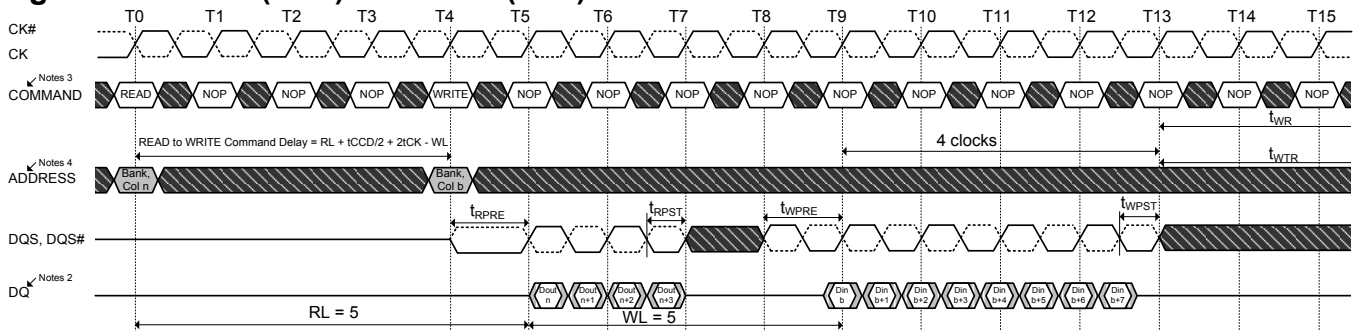 T0 T1 T2 T3 T4 T5 T6 T7 T8 T9 T10 T11 T12 T13 T14 T15
CK#
CK
Notes 3
COMMAND READ NOP NOP NOP WRITE NOP NOP NOP NOP NOP NOP NOP NOP NOP NOP NOP
tWR
READ to WRITE Command Delay = RL + tCCD/2 + 2tCK - WL
4 clocks
Notes 4
ADDRESS
Bank, Col n
Bank, Col b
tWTR
tRPRE tRPST tWPRE tWPST
DQS, DQS#
Notes 2
DQ
Dout n
Dout n+1
Dout n+2
Dout n+3
Din b
Din b+1
Din b+2
Din b+3
Din b+4
Din b+5
Din b+6
Din b+7
RL = 5 WL = 5